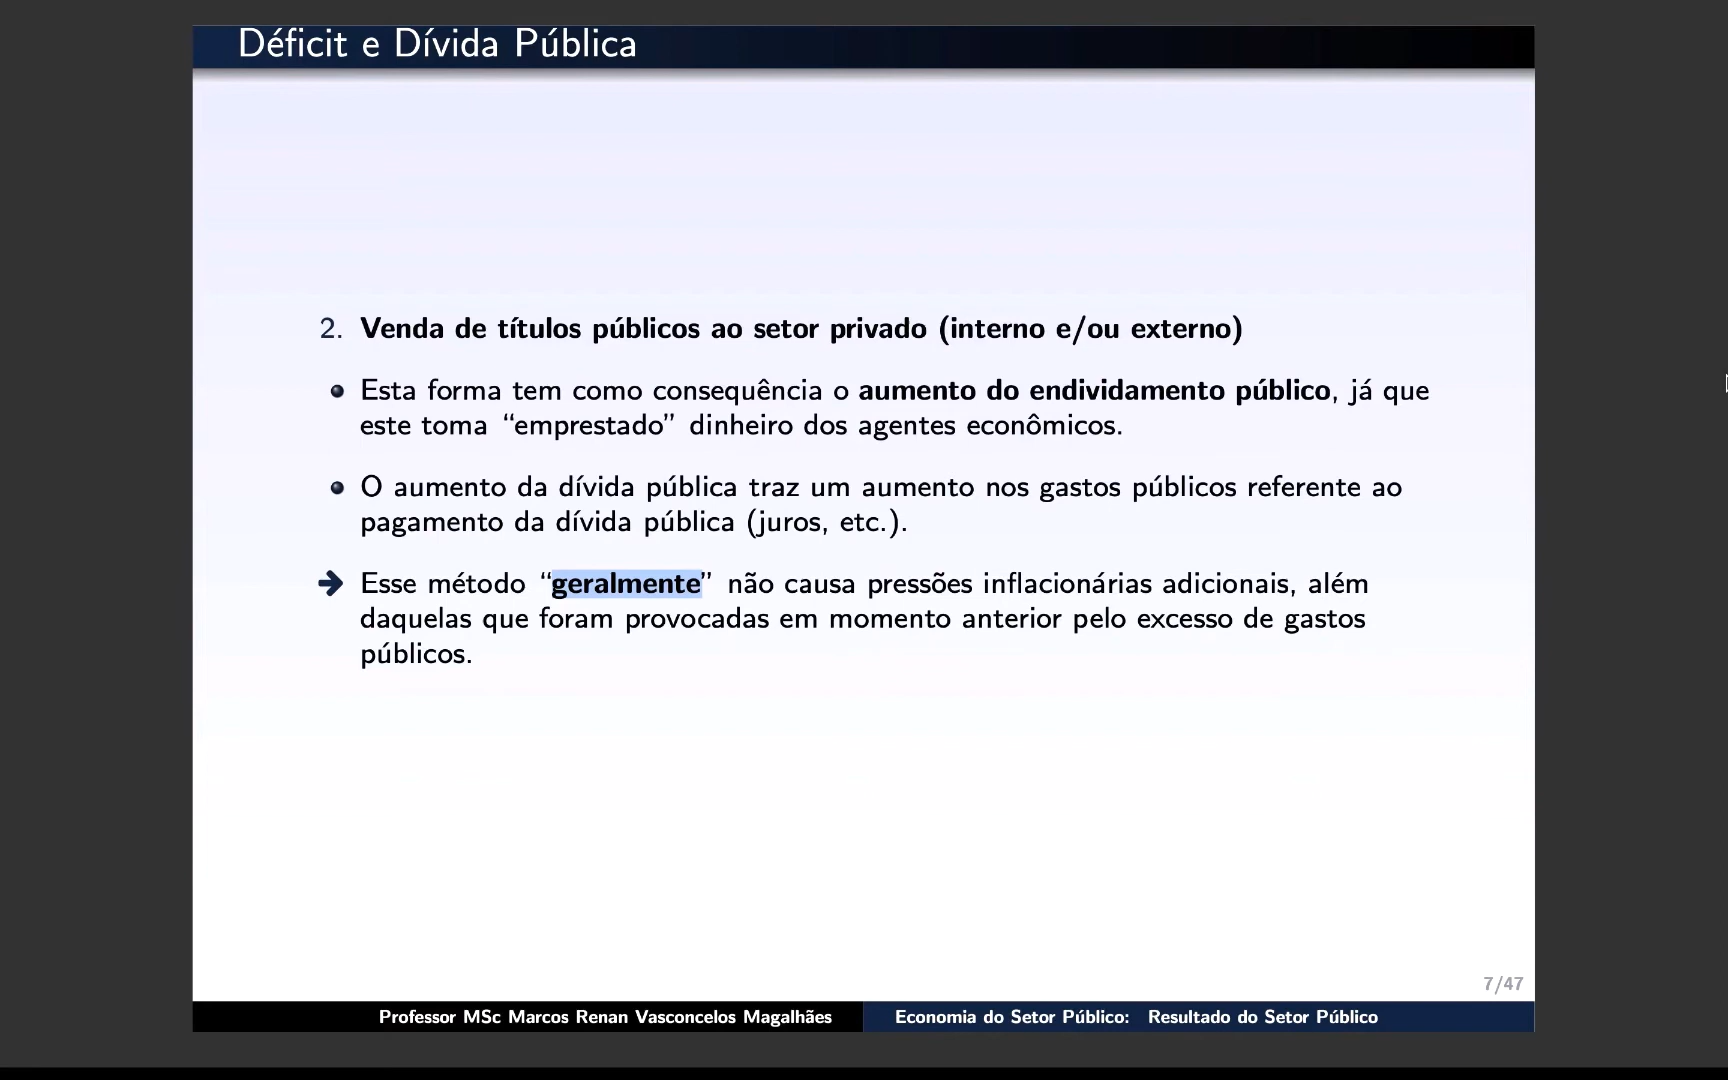 Déficit e Dívida Pública
2. Venda de títulos públicos ao setor privado (interno e/ou externo)
Esta forma tem como consequência o aumento do endividamento público, já que
este toma “emprestado” dinheiro dos agentes econômicos.
O aumento da dívida pública traz um aumento nos gastos públicos referente ao
pagamento da dívida pública (juros, etc.).
Esse método “geralmente” não causa pressões inflacionárias adicionais, além
daquelas que foram provocadas em momento anterior pelo excesso de gastos
públicos.
7/47
Professor MSc Marcos Renan Vasconcelos Magalhães
Economia do Setor Público: Resultado do Setor Público